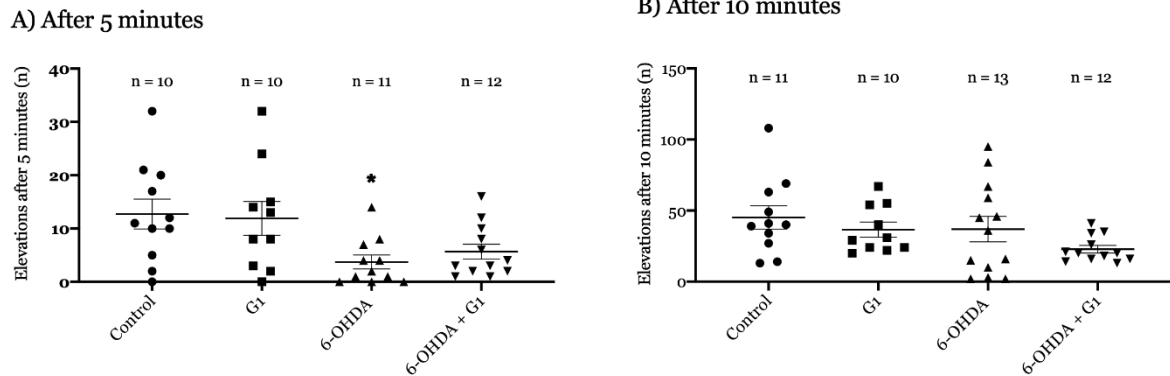 A) After 5 minutes
Elevations after 5 minutes (n)
40
30
20
10
0
n = 10
n = 10
n = 11
n = 12
*
Control
G1
6-OHDA
6-OHDA + G1
B) After 10 minutes
Elevations after 10 minutes (n)
150
100
50
0
n = 11
n = 10
n = 13
n = 12
Control
G1
6-OHDA
6-OHDA + G1